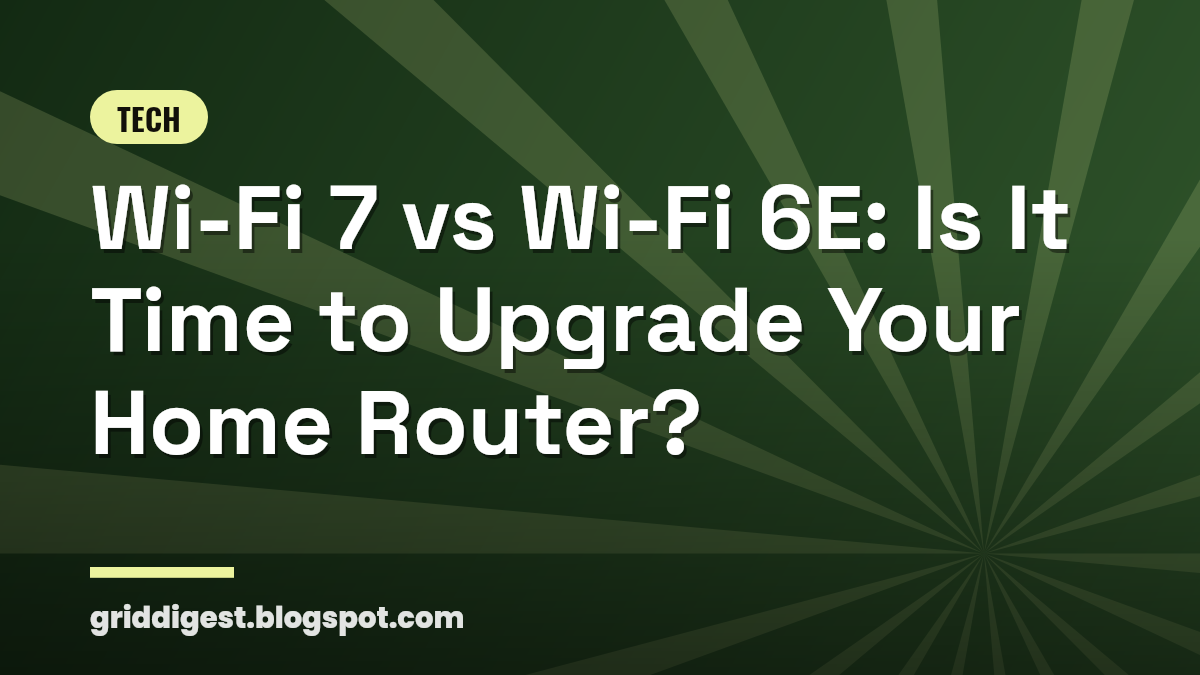 TECH
Wi-Fi 7 vs Wi-Fi 6E: Is It
Time to Upgrade Your
Home Router?
griddigest.blogspot.com